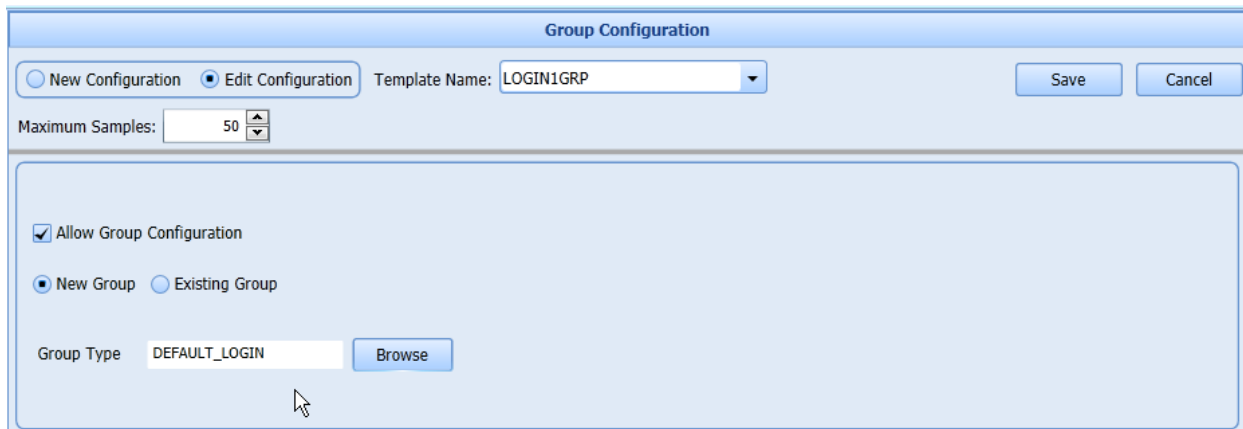 Group Configuration
New Configuration Edit Configuration Template Name: LOGIN1GRP Save Cancel
Maximum Samples: 50
Allow Group Configuration
New Group Existing Group
Group Type DEFAULT_LOGIN Browse